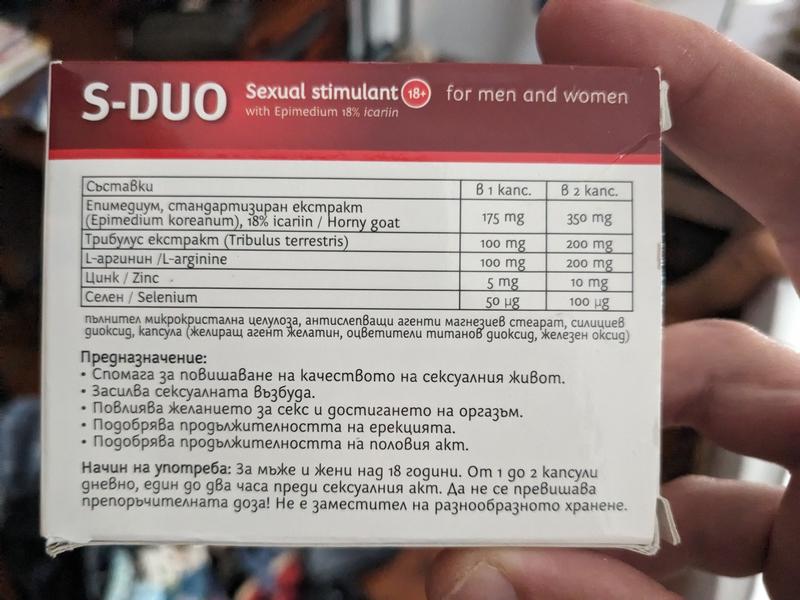 S-DUO Sexual stimulant 18+ for men and women
with Epimedium 18% icariin
Съставки в 1 капс. в 2 капс.
Епимедиум, стандартизиран екстракт
(Epimedium koreanum), 18% icariin / Horny goat 175 mg 350 mg
Трибулус екстракт (Tribulus terrestris) 100 mg 200 mg
L-аргинин /L-arginine 100 mg 200 mg
Цинк / Zinc 5 mg 10 mg
Селен / Selenium 50 µg 100 µg
пълнител микрокристална целулоза, антислепващи агенти магнезиев стеарат, силициев
диоксид, капсула (желиращ агент желатин, оцветители титанов диоксид, железен оксид)
Предназначение:
• Спомага за повишаване на качеството на сексуалния живот.
• Засилва сексуалната възбуда.
• Повлиява желанието за секс и достигането на оргазъм.
• Подобрява продължителността на ерекцията.
• Подобрява продължителността на половия акт.
Начин на употреба: За мъже и жени над 18 години. От 1 до 2 капсули
дневно, един до два часа преди сексуалния акт. Да не се превишава
препоръчителната доза! Не е заместител на разнообразното хранене.